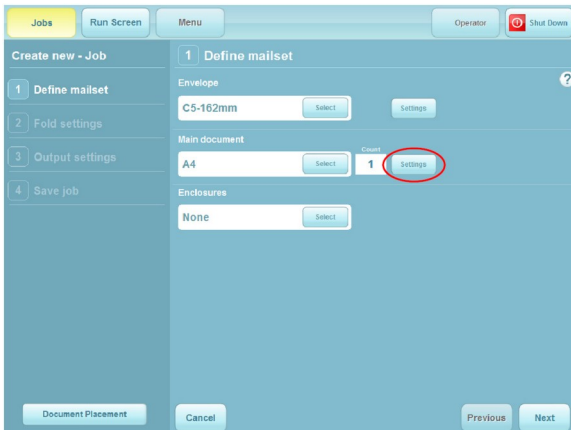 Jobs
Run Screen
Menu
Operator
Shut Down
Create new - Job
1 Define mailset
2 Fold settings
3 Output settings
4 Save job
Document Placement
1 Define mailset
?
Envelope
C5-162mm
Select
Settings
Main document
Count
A4
Select
1
Settings
Enclosures
None
Select
Cancel
Previous
Next